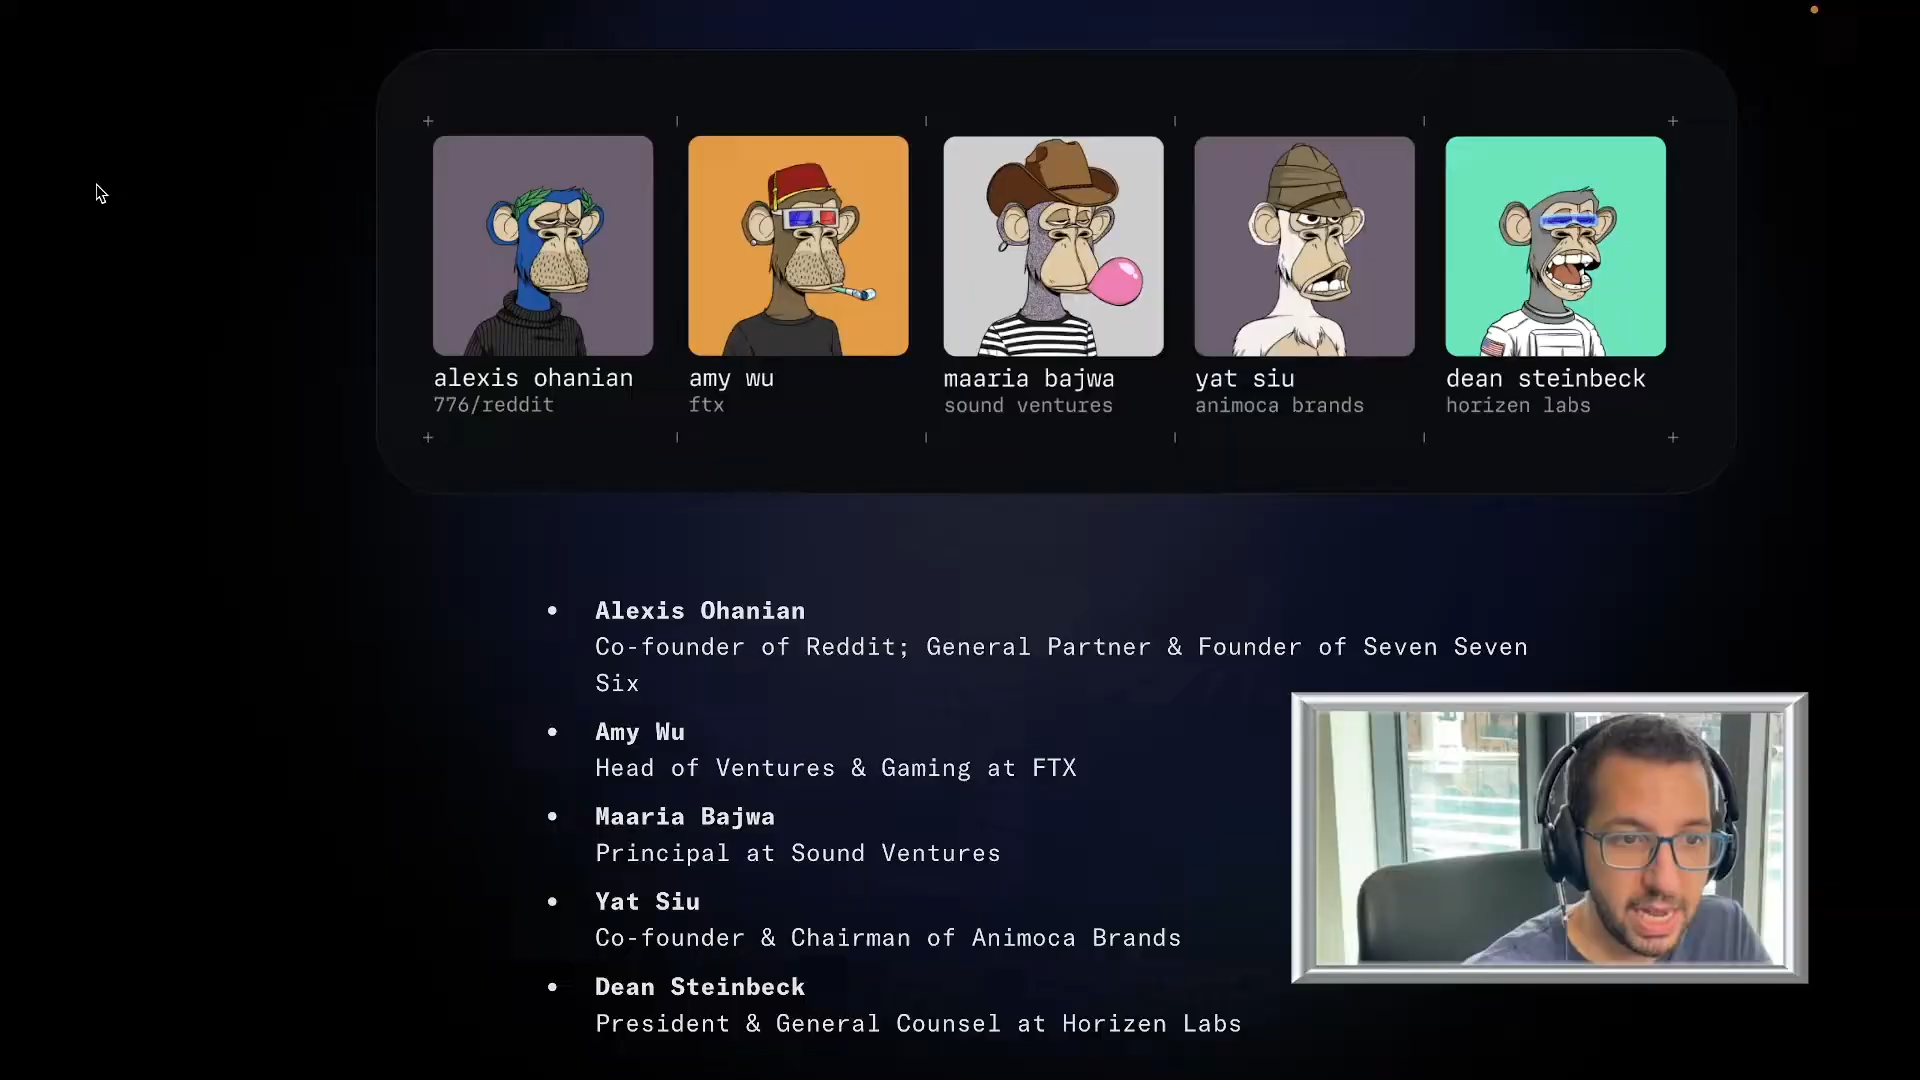 alexis ohanian
776/reddit
amy wu
ftx
maaria bajwa
sound ventures
yat siu
animoca brands
dean steinbeck
horizen labs
Alexis Ohanian
Co-founder of Reddit; General Partner & Founder of Seven Seven
Six
Amy Wu
Head of Ventures & Gaming at FTX
Maaria Bajwa
Principal at Sound Ventures
Yat Siu
Co-founder & Chairman of Animoca Brands
Dean Steinbeck
President & General Counsel at Horizen Labs